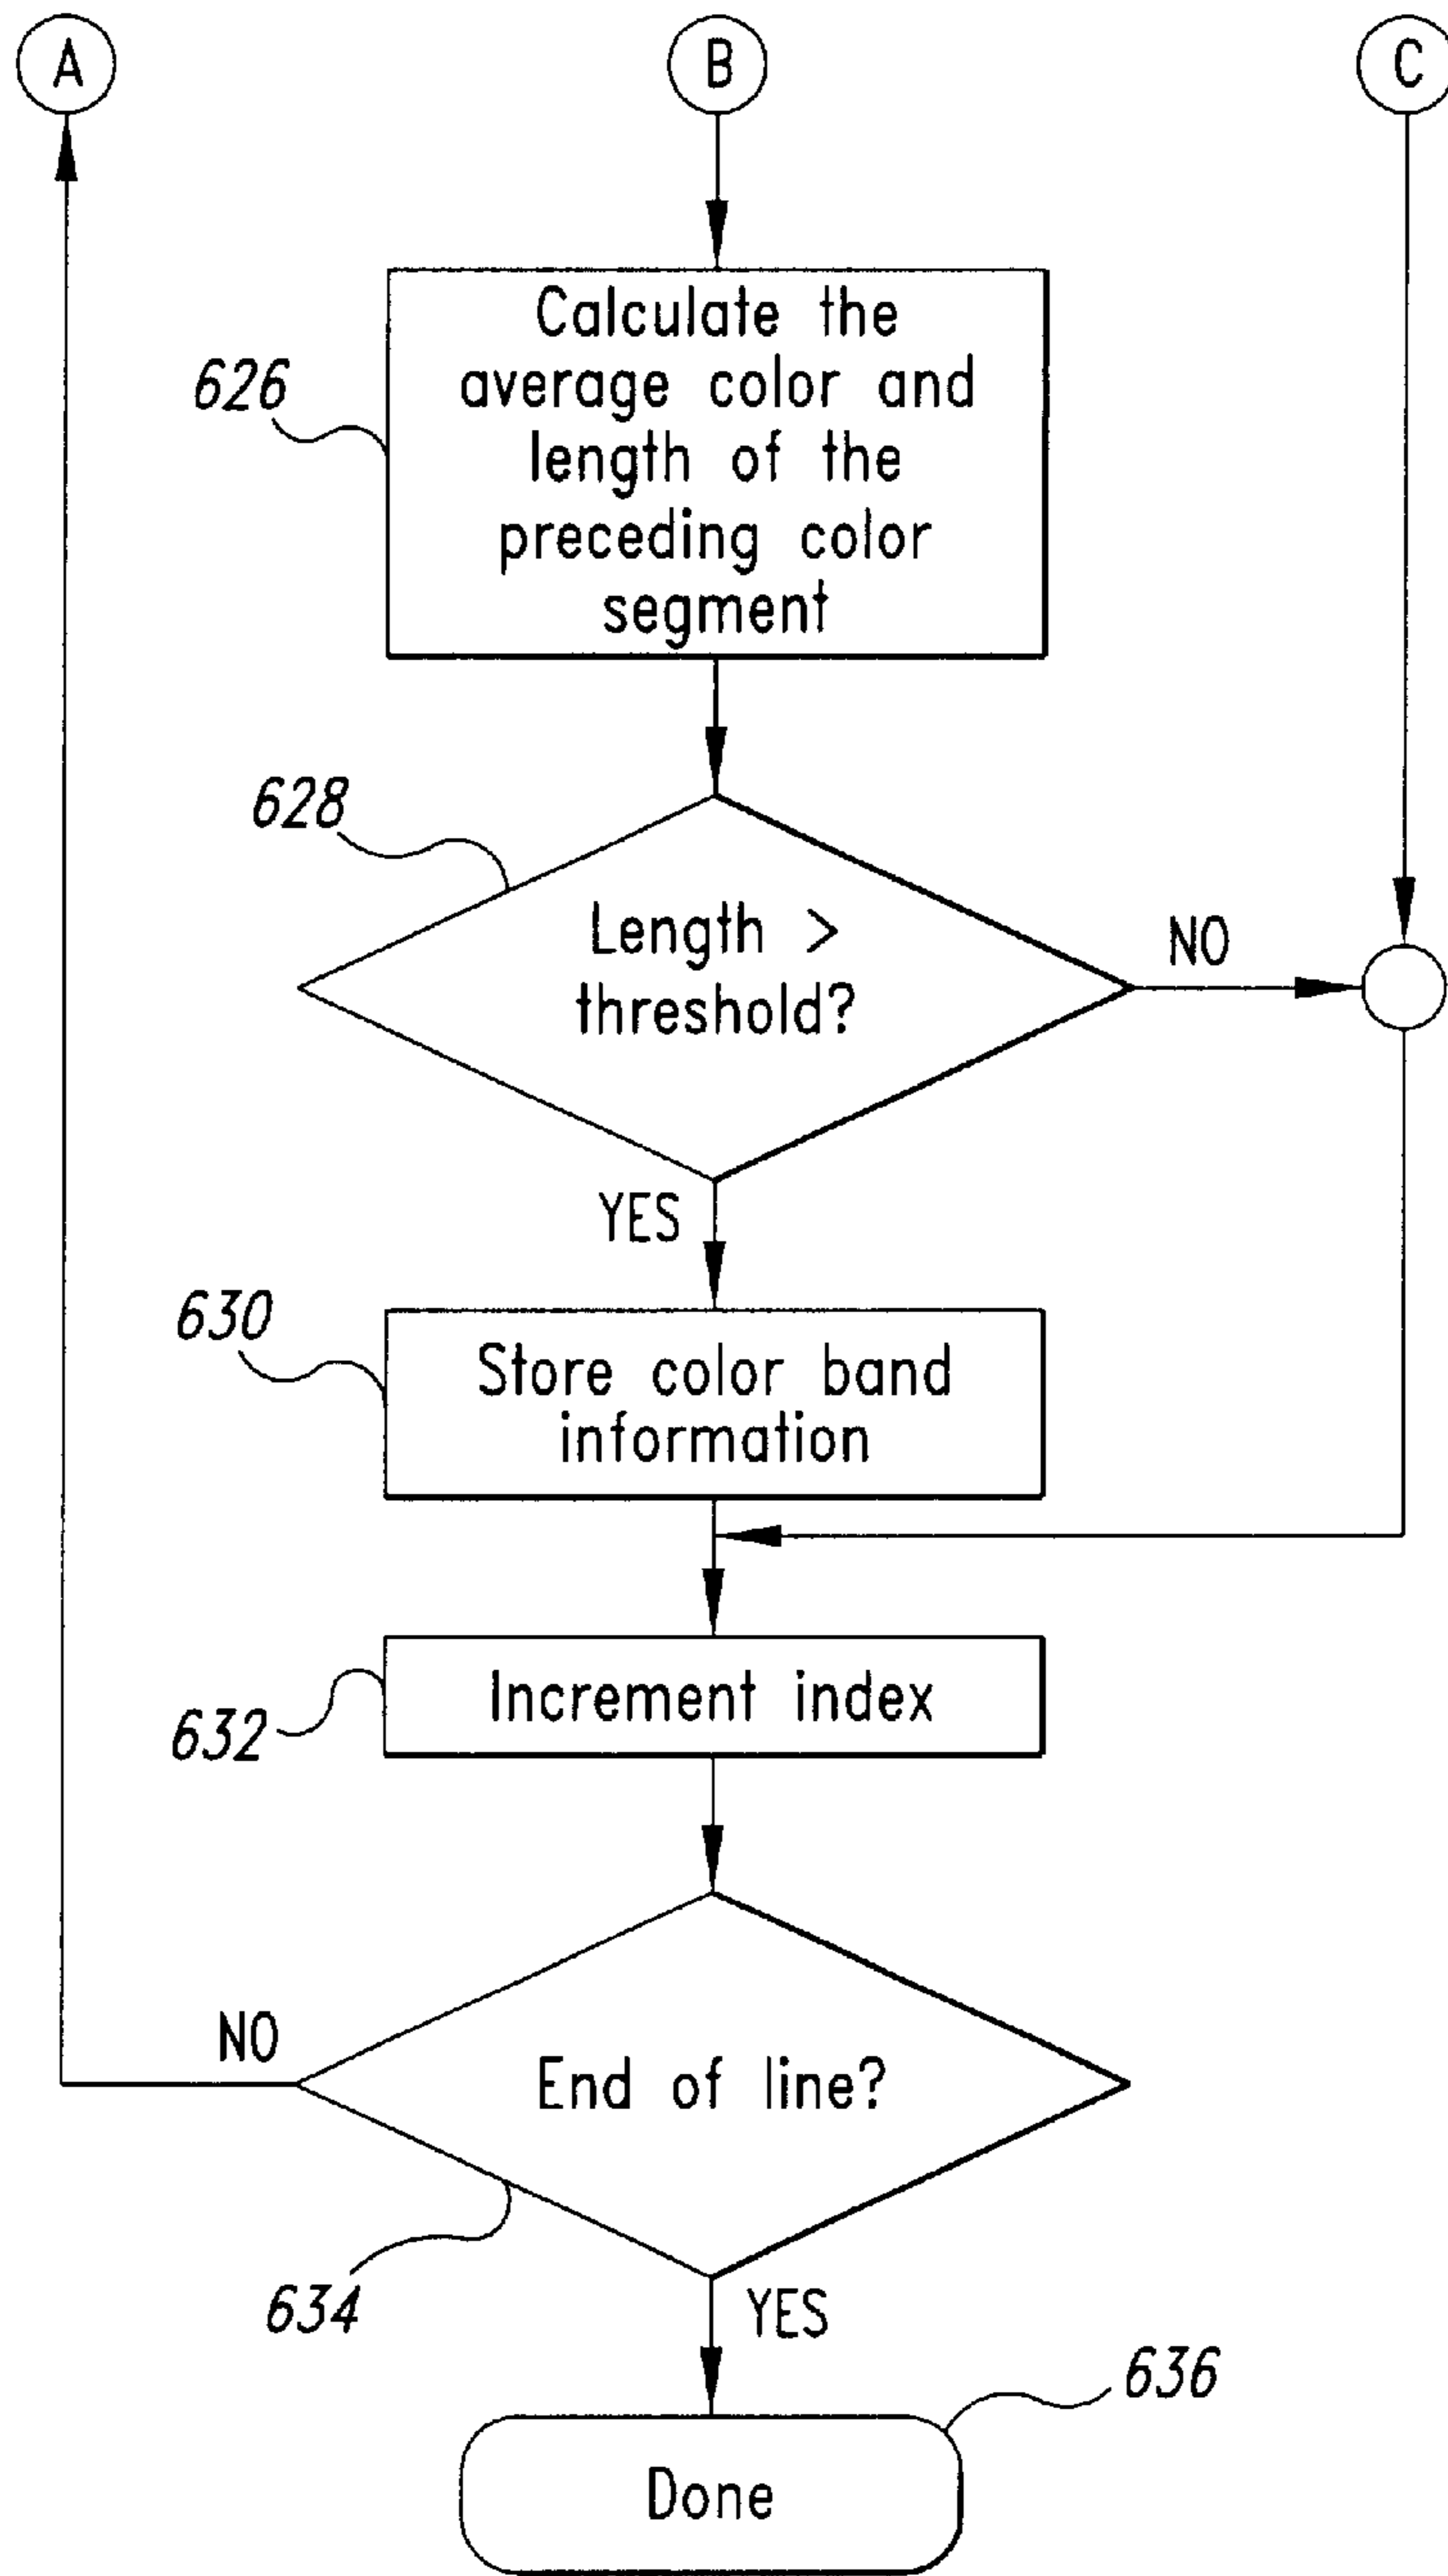 A
B
C
626
Calculate the
average color and
length of the
preceding color
segment
628
Length >
threshold?
NO
YES
630
Store color band
information
632
Increment index
NO
End of line?
634
YES
636
Done